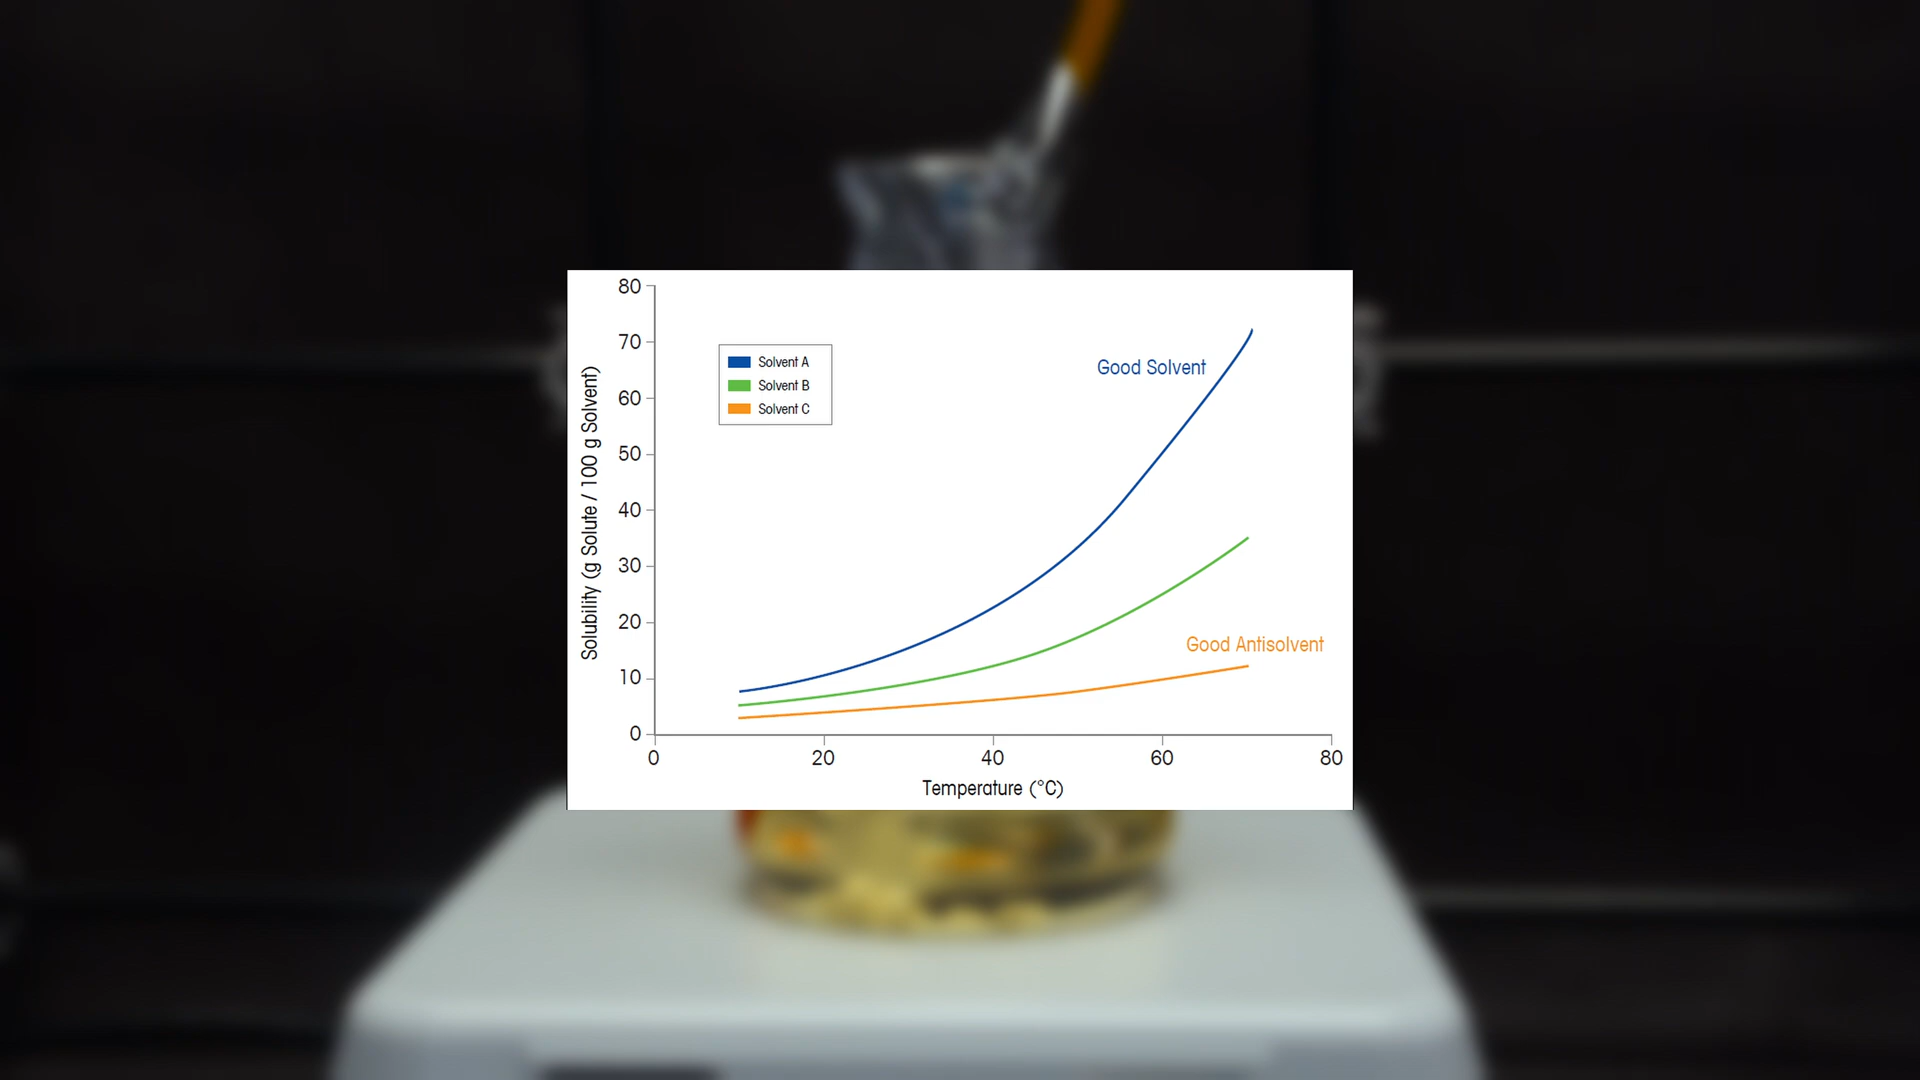 80
70
60
50
40
30
20
10
0
Solubility (g Solute / 100 g Solvent)
Solvent A
Solvent B
Solvent C
Good Solvent
Good Antisolvent
0 20 40 60 80
Temperature (°C)